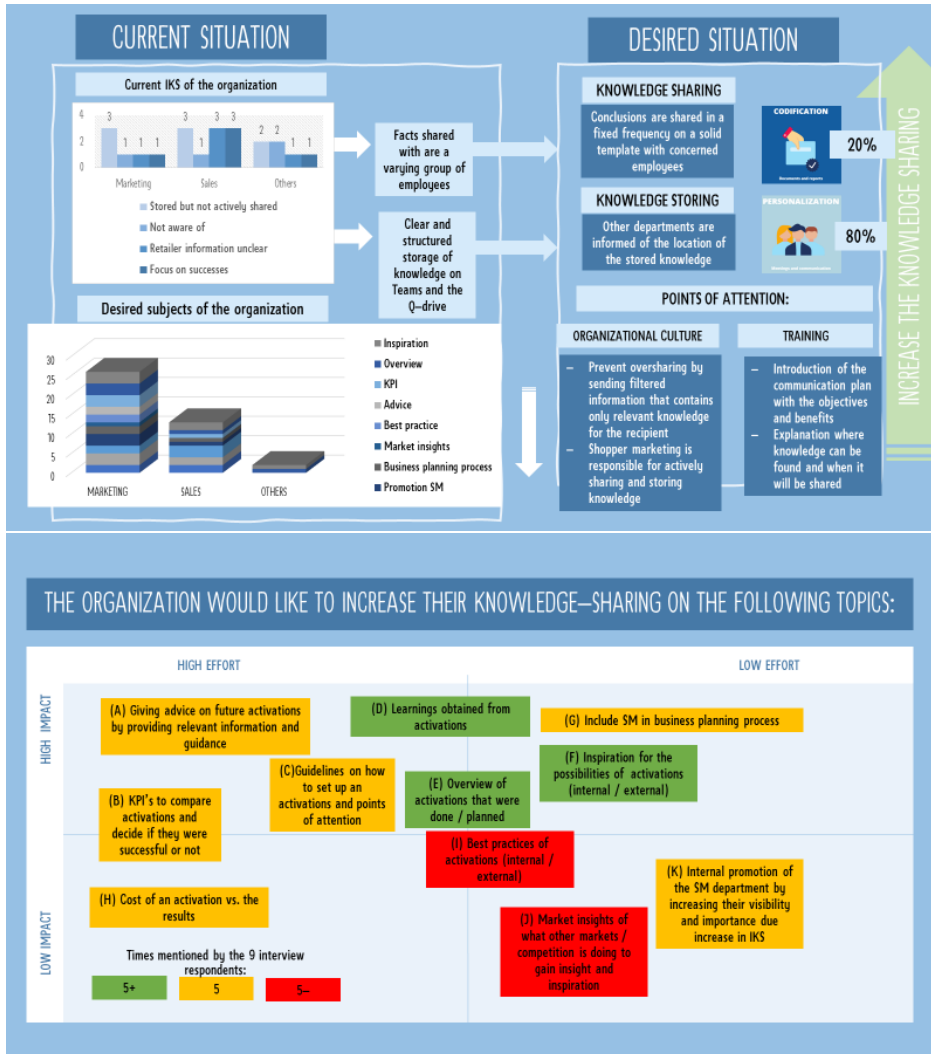 CURRENT SITUATION
Current IKS of the organization
4
2
0
3
1
1
1
3
1
3
3
2
2
1
1
Marketing
Sales
Others
Stored but not actively shared
Not aware of
Retailer information unclear
Focus on successes
Facts shared
with are a
varying group of
employees
Clear and
structured
storage of
knowledge on
Teams and the
Q–drive
Desired subjects of the organization
30
25
20
15
10
5
0
MARKETING
SALES
OTHERS
Inspiration
Overview
KPI
Advice
Best practice
Market insights
Business planning process
Promotion SM
DESIRED SITUATION
KNOWLEDGE SHARING
Conclusions are shared in a
fixed frequency on a solid
template with concerned
employees
CODIFICATION
Documents and reports
20%
KNOWLEDGE STORING
Other departments are
informed of the location of
the stored knowledge
PERSONALIZATION
Meetings and communication
80%
POINTS OF ATTENTION:
ORGANIZATIONAL CULTURE
– Prevent oversharing by
sending filtered
information that contains
only relevant knowledge
for the recipient
– Shopper marketing is
responsible for actively
sharing and storing
knowledge
TRAINING
– Introduction of the
communication plan
with the objectives and
benefits
– Explanation where
knowledge can be
found and when it
will be shared
INCREASE THE KNOWLEDGE SHARING
THE ORGANIZATION WOULD LIKE TO INCREASE THEIR KNOWLEDGE–SHARING ON THE FOLLOWING TOPICS:
HIGH EFFORT
LOW EFFORT
HIGH IMPACT
(A) Giving advice on future activations
by providing relevant information and
guidance
(D) Learnings obtained from
activations
(G) Include SM in business planning
process
(C)Guidelines on how
to set up an
activations and points
of attention
(E) Overview of
activations that were
done / planned
(F) Inspiration for the
possibilities of activations
(internal / external)
(B) KPI's to compare
activations and
decide if they were
successful or not
LOW IMPACT
(I) Best practices of
activations (internal /
external)
(K) Internal promotion of
the SM department by
increasing their visibility
and importance due
increase in IKS
(H) Cost of an activation vs. the
results
(J) Market insights of
what other markets /
competition is doing to
gain insight and
inspiration
Times mentioned by the 9 interview
respondents:
5+
5
5–